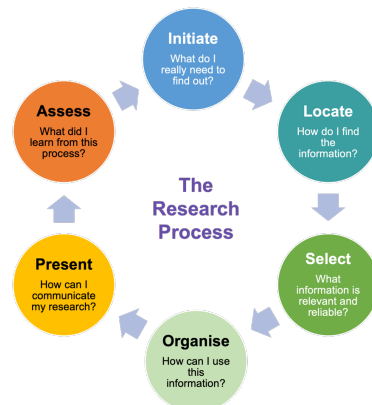 Initiate
What do I
really need to
find out?
Locate
How do I find
the
information?
Select
What
information is
relevant and
reliable?
Organise
How can I use
this
information?
Present
How can I
communicate
my research?
Assess
What did I
learn from this
process?
The
Research
Process